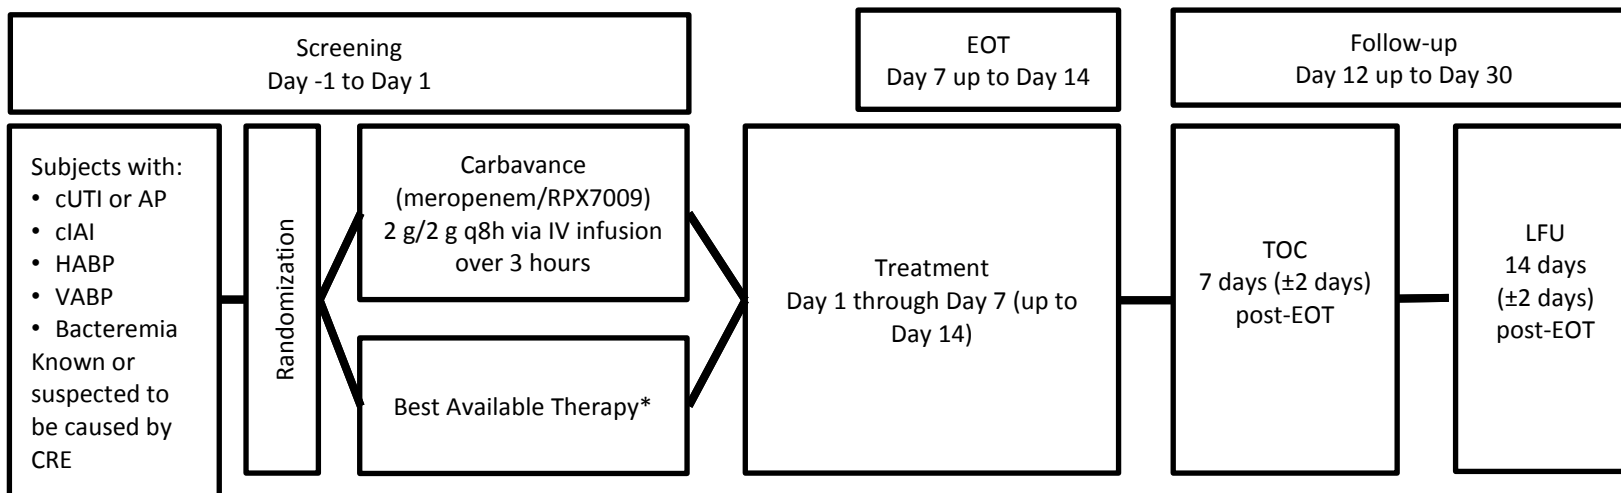 Screening
Day -1 to Day 1
EOT
Day 7 up to Day 14
Follow-up
Day 12 up to Day 30
Subjects with:
• cUTI or AP
• cIAI
• HABP
• VABP
• Bacteremia
Known or
suspected to
be caused by
CRE
Randomization
Carbavance
(meropenem/RPX7009)
2 g/2 g q8h via IV infusion
over 3 hours
Best Available Therapy*
Treatment
Day 1 through Day 7 (up to
Day 14)
TOC
7 days (±2 days)
post-EOT
LFU
14 days
(±2 days)
post-EOT